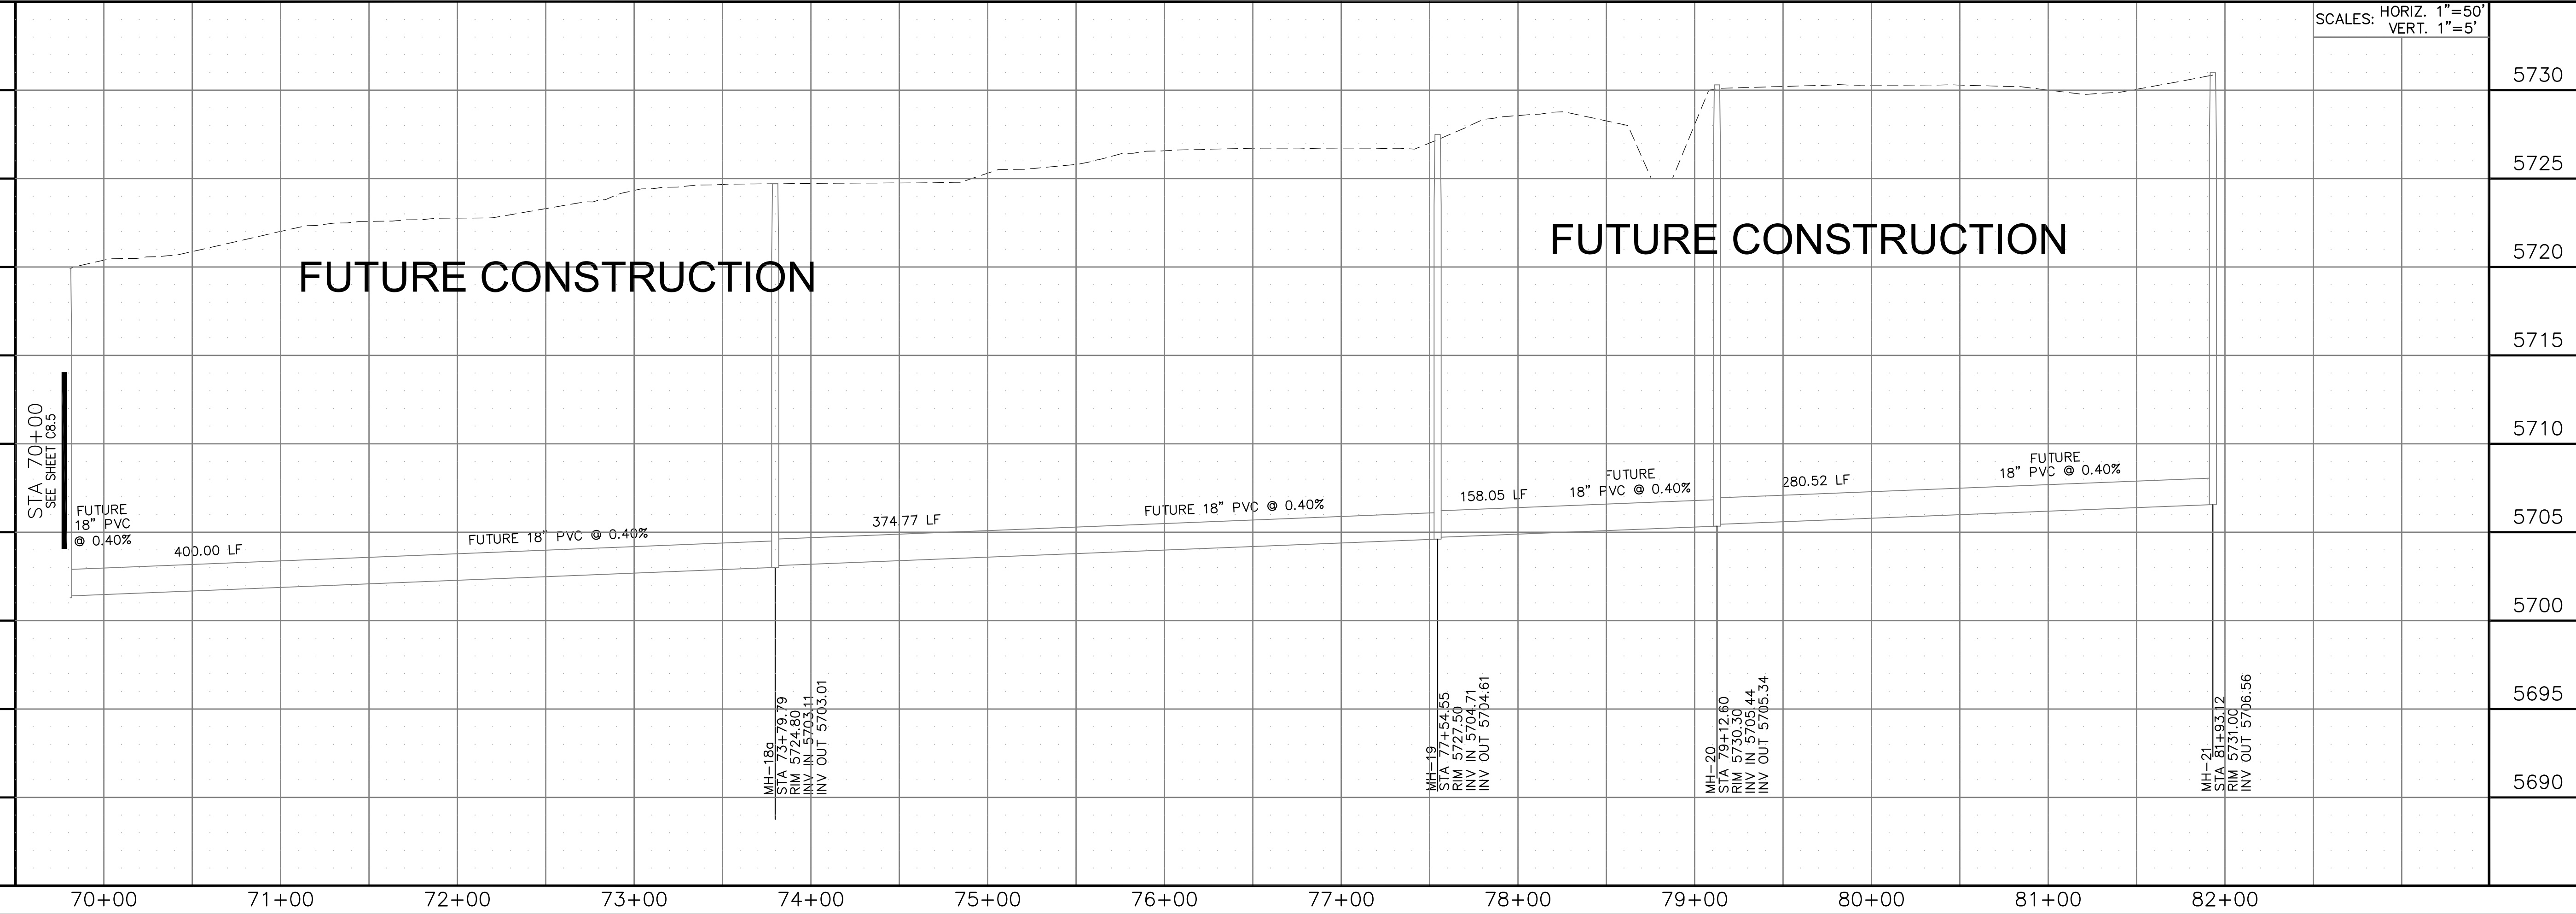 SCALES: HORIZ. 1"=50'
VERT. 1"=5'
5730
5725
5720
5715
5710
5705
5700
5695
5690
FUTURE CONSTRUCTION
FUTURE CONSTRUCTION
STA 70+00
SEE SHEET C8.5
FUTURE
18" PVC
@ 0.40%
400.00 LF
FUTURE 18" PVC @ 0.40%
374.77 LF
FUTURE 18" PVC @ 0.40%
158.05 LF
FUTURE
18" PVC @ 0.40%
280.52 LF
FUTURE
18" PVC @ 0.40%
MH-18a
STA 73+79.79
RIM 5724.80
INV IN 5703.11
INV OUT 5703.01
MH-19
STA 77+54.55
RIM 5727.50
INV IN 5704.71
INV OUT 5704.61
MH-20
STA 79+12.60
RIM 5730.30
INV IN 5705.44
INV OUT 5705.34
MH-21
STA 81+93.12
RIM 5731.00
INV OUT 5706.56
70+00
71+00
72+00
73+00
74+00
75+00
76+00
77+00
78+00
79+00
80+00
81+00
82+00